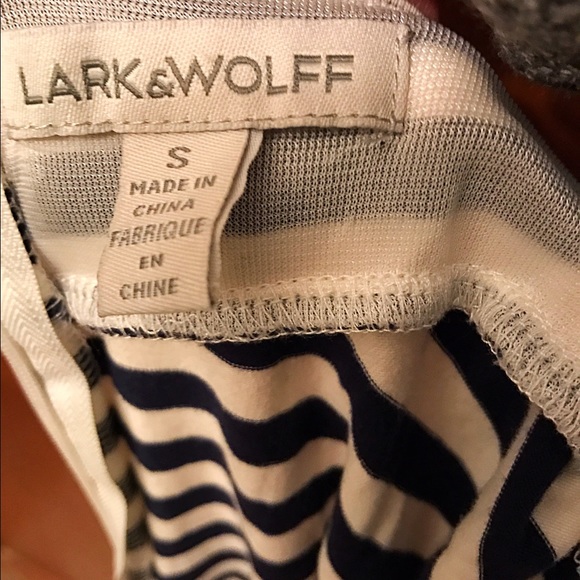 LARK&WOLFF
S
MADE IN
CHINA
FABRIQUE
EN
CHINE